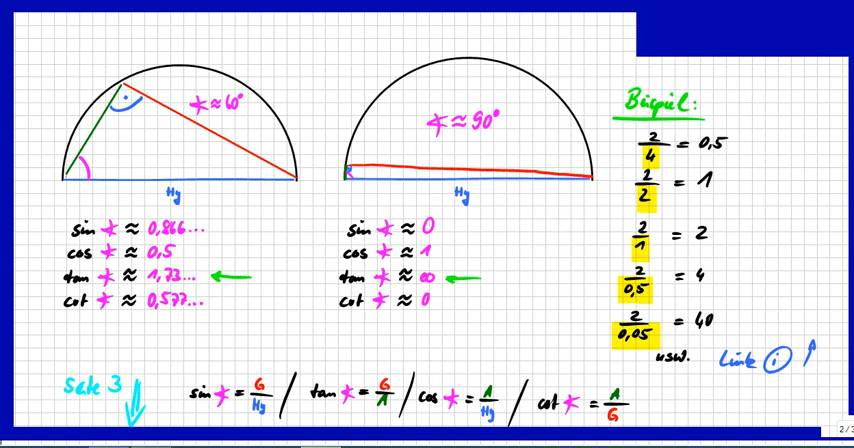 ∢ ≈ 60°
Hy
sin ∢ ≈ 0,866...
cos ∢ ≈ 0,5
tan ∢ ≈ 1,73...
cot ∢ ≈ 0,577...
∢ ≈ 90°
Hy
sin ∢ ≈ 0
cos ∢ ≈ 1
tan ∢ ≈ ∞
cot ∢ ≈ 0
Beispiel:
2/4 = 0,5
2/2 = 1
2/1 = 2
2/0,5 = 4
2/0,05 = 40
usw.
Link i ↑
Seite 3
sin ∢ = G/Hy / tan ∢ = G/A / cos ∢ = A/Hy / cot ∢ = A/G
2 / 3